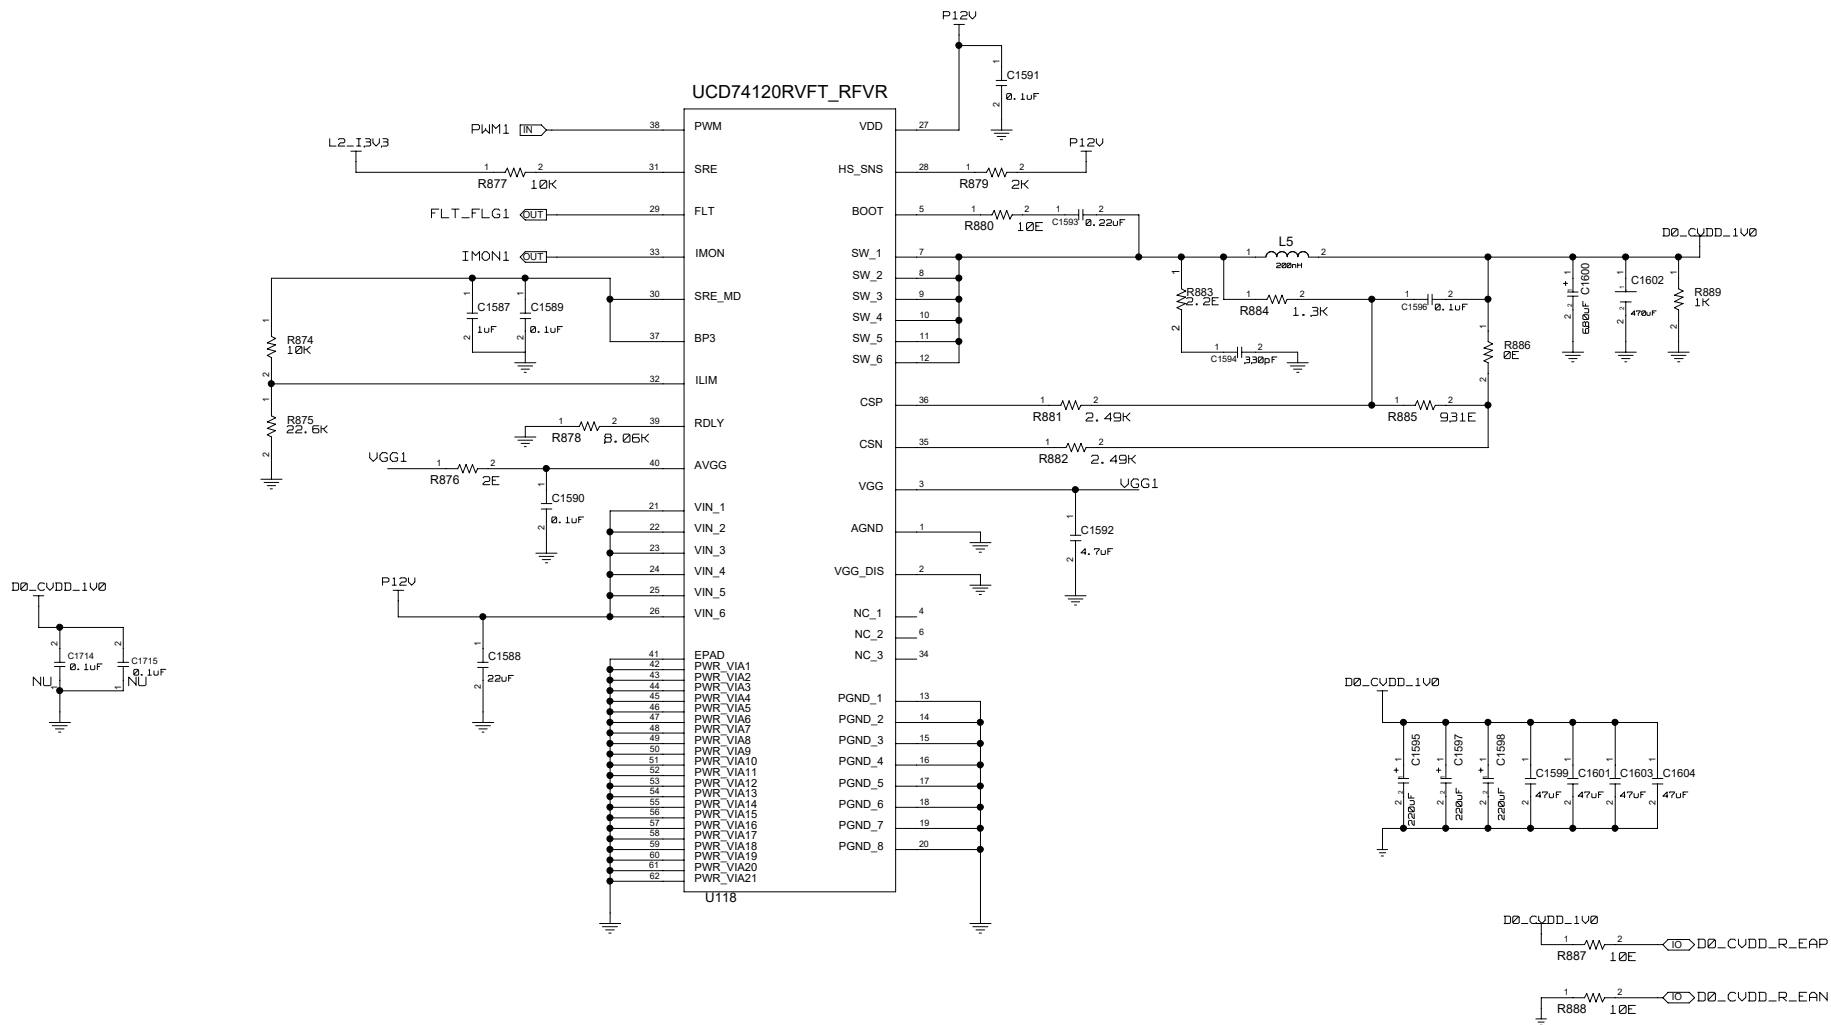 P12V
C1591
0.1uF
UCD74120RVFT_RFVR
PWM1 IN 38 PWM
VDD 27
L2_I3V3
R877 10K
31 SRE
HS_SNS 28
R879 2K
P12V
FLT_FLG1 OUT 29 FLT
BOOT 5
R880 10E
C1593 0.22uF
IMON1 OUT 33 IMON
SW_1 7
SW_2 8
SW_3 9
SW_4 10
SW_5 11
SW_6 12
L5
200nH
D0_CVDD_1V0
30 SRE_MD
37 BP3
C1587
1uF
C1589
0.1uF
R874
10K
R875
22.6K
32 ILIM
R883
2.2E
R884 1.3K
C1596 0.1uF
C1594 330pF
R886
0E
C1600
680uF
C1602
470uF
R889
1K
CSP 36
R881 2.49K
R885 931E
CSN 35
R882 2.49K
R878 8.06K
39 RDLY
VGG1
R876 2E
40 AVGG
C1590
0.1uF
VGG 3
VGG1
C1592
4.7uF
AGND 1
VGG_DIS 2
NC_1 4
NC_2 6
NC_3 34
21 VIN_1
22 VIN_2
23 VIN_3
24 VIN_4
25 VIN_5
26 VIN_6
P12V
C1588
22uF
D0_CVDD_1V0
C1714
0.1uF
NU
C1715
0.1uF
NU
41 EPAD
42 PWR_VIA1
43 PWR_VIA2
44 PWR_VIA3
45 PWR_VIA4
46 PWR_VIA5
47 PWR_VIA6
48 PWR_VIA7
49 PWR_VIA8
50 PWR_VIA9
51 PWR_VIA10
52 PWR_VIA11
53 PWR_VIA12
54 PWR_VIA13
55 PWR_VIA14
56 PWR_VIA15
57 PWR_VIA16
58 PWR_VIA17
59 PWR_VIA18
60 PWR_VIA19
61 PWR_VIA20
62 PWR_VIA21
PGND_1 13
PGND_2 14
PGND_3 15
PGND_4 16
PGND_5 17
PGND_6 18
PGND_7 19
PGND_8 20
U118
D0_CVDD_1V0
C1595
220uF
C1597
220uF
C1598
220uF
C1599
47uF
C1601
47uF
C1603
47uF
C1604
47uF
D0_CVDD_1V0
R887 10E
IO D0_CVDD_R_EAP
R888 10E
IO D0_CVDD_R_EAN